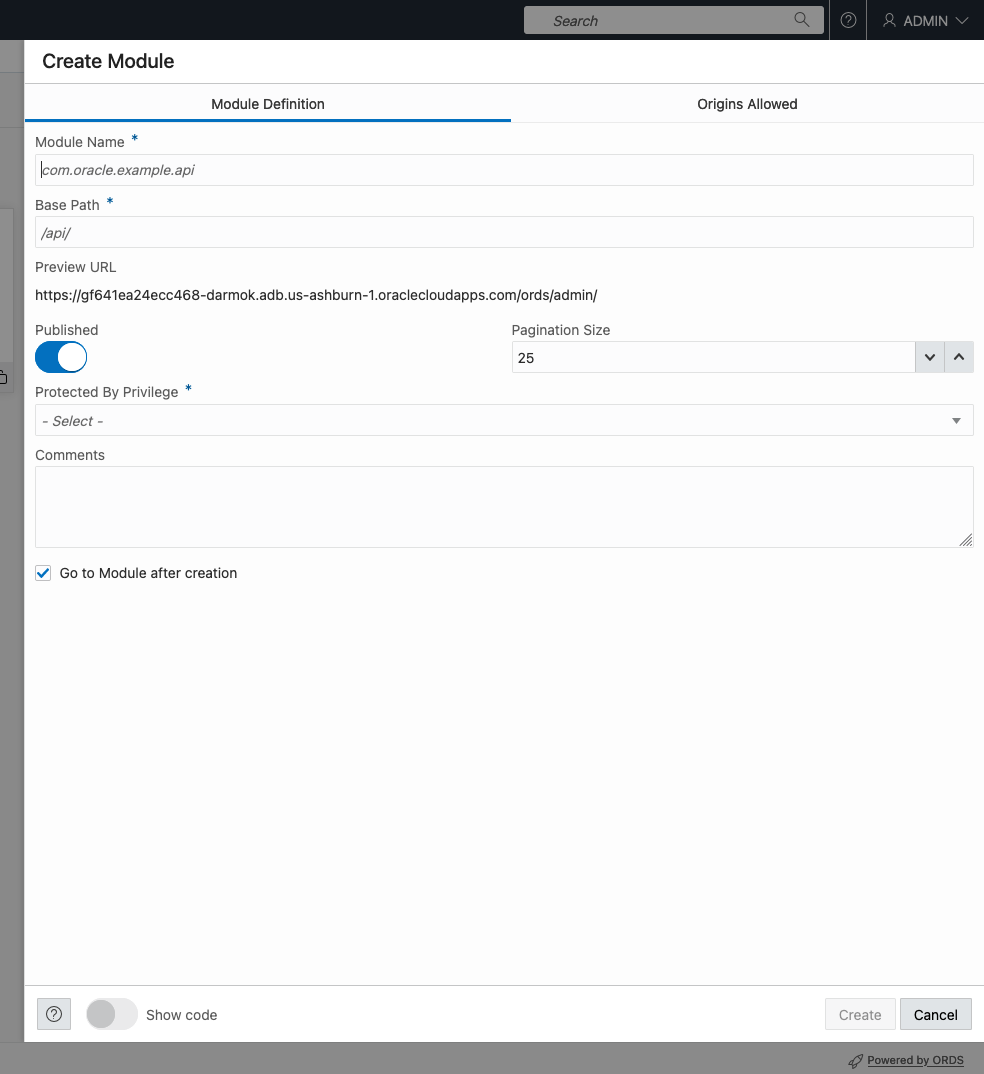 Search
ADMIN
Create Module
Module Definition
Origins Allowed
Module Name *
com.oracle.example.api
Base Path *
/api/
Preview URL
https://gf641ea24ecc468-darmok.adb.us-ashburn-1.oraclecloudapps.com/ords/admin/
Published
Pagination Size
25
Protected By Privilege *
- Select -
Comments
Go to Module after creation
Show code
Create
Cancel
Powered by ORDS